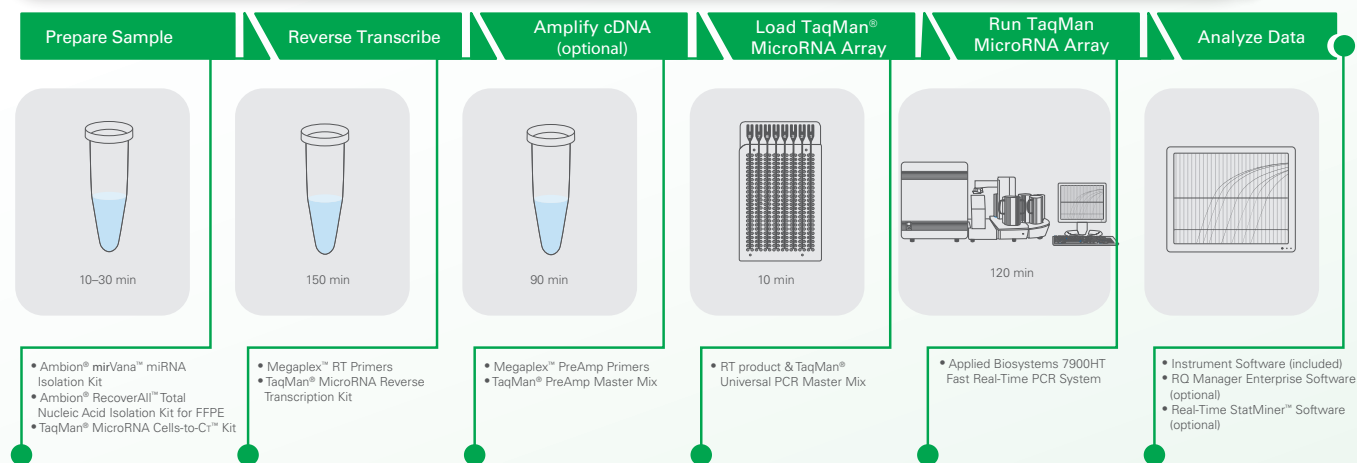 Prepare Sample
Reverse Transcribe
Amplify cDNA
(optional)
Load TaqMan®
MicroRNA Array
Run TaqMan
MicroRNA Array
Analyze Data
10–30 min
150 min
90 min
10 min
120 min
• Ambion® mirVana™ miRNA
Isolation Kit
• Ambion® RecoverAll™ Total
Nucleic Acid Isolation Kit for FFPE
• TaqMan® MicroRNA Cells-to-CT™ Kit
• Megaplex™ RT Primers
• TaqMan® MicroRNA Reverse
Transcription Kit
• Megaplex™ PreAmp Primers
• TaqMan® PreAmp Master Mix
• RT product & TaqMan®
Universal PCR Master Mix
• Applied Biosystems 7900HT
Fast Real-Time PCR System
• Instrument Software (included)
• RQ Manager Enterprise Software
(optional)
• Real-Time StatMiner™ Software
(optional)